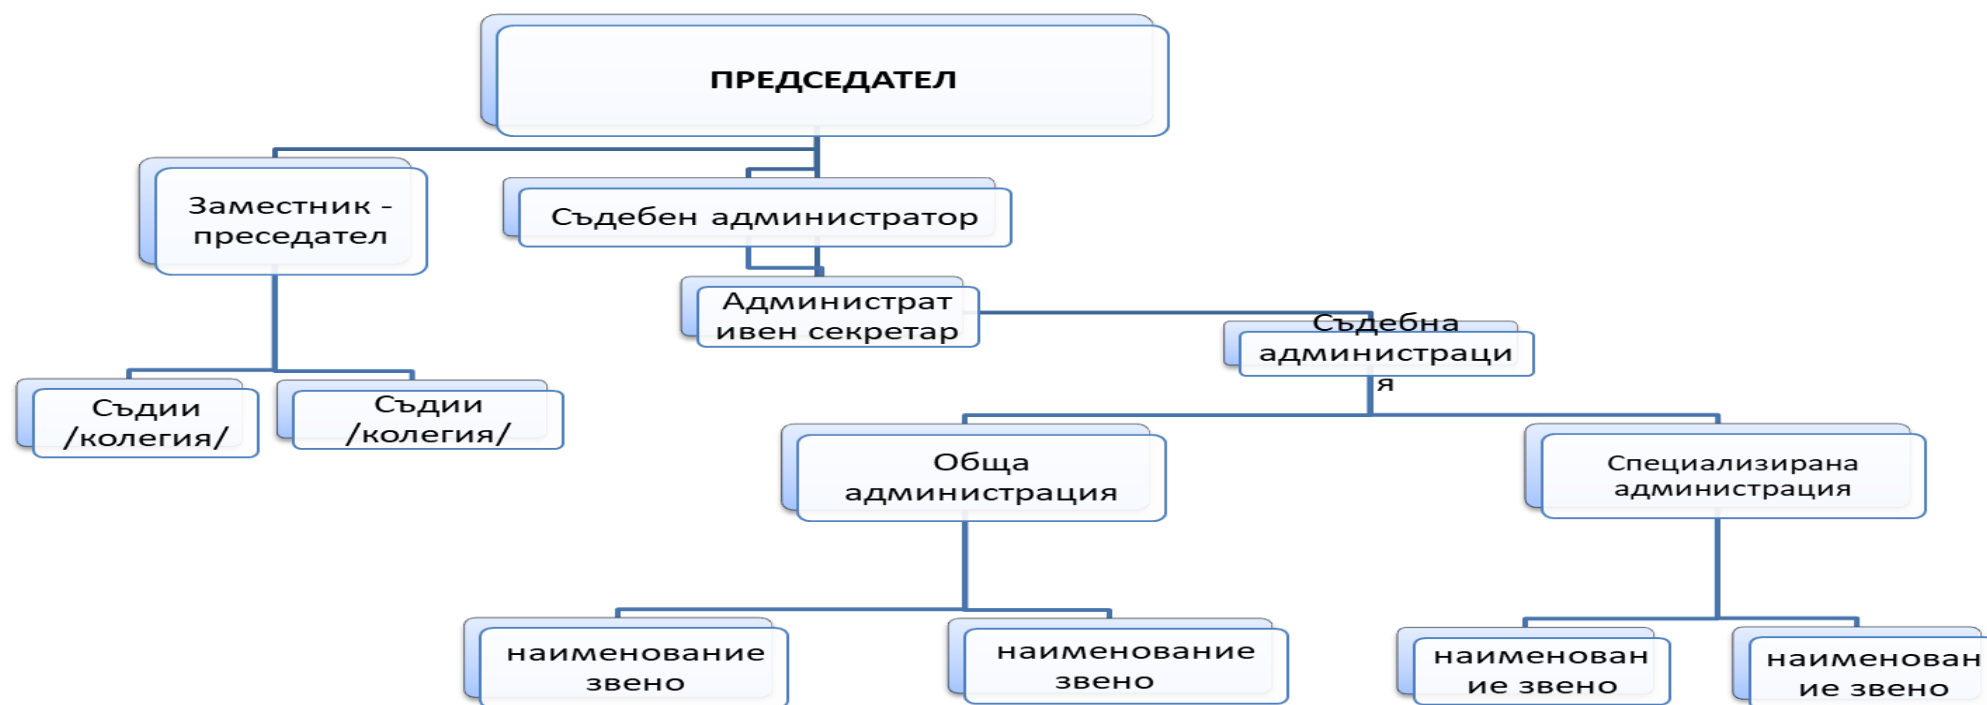 ПРЕДСЕДАТЕЛ
Заместник -
преседател
Съдебен администратор
Администрат
ивен секретар
Съдебна
администраци
я
Съдии
/колегия/
Съдии
/колегия/
Обща
администрация
Специализирана
администрация
наименование
звено
наименование
звено
наименован
ие звено
наименован
ие звено